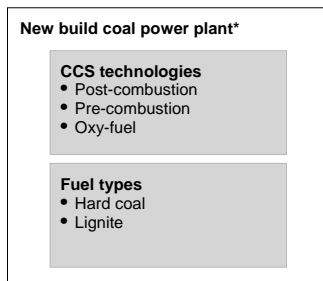 New build coal power plant*
CCS technologies
• Post-combustion
• Pre-combustion
• Oxy-fuel
Fuel types
• Hard coal
• Lignite